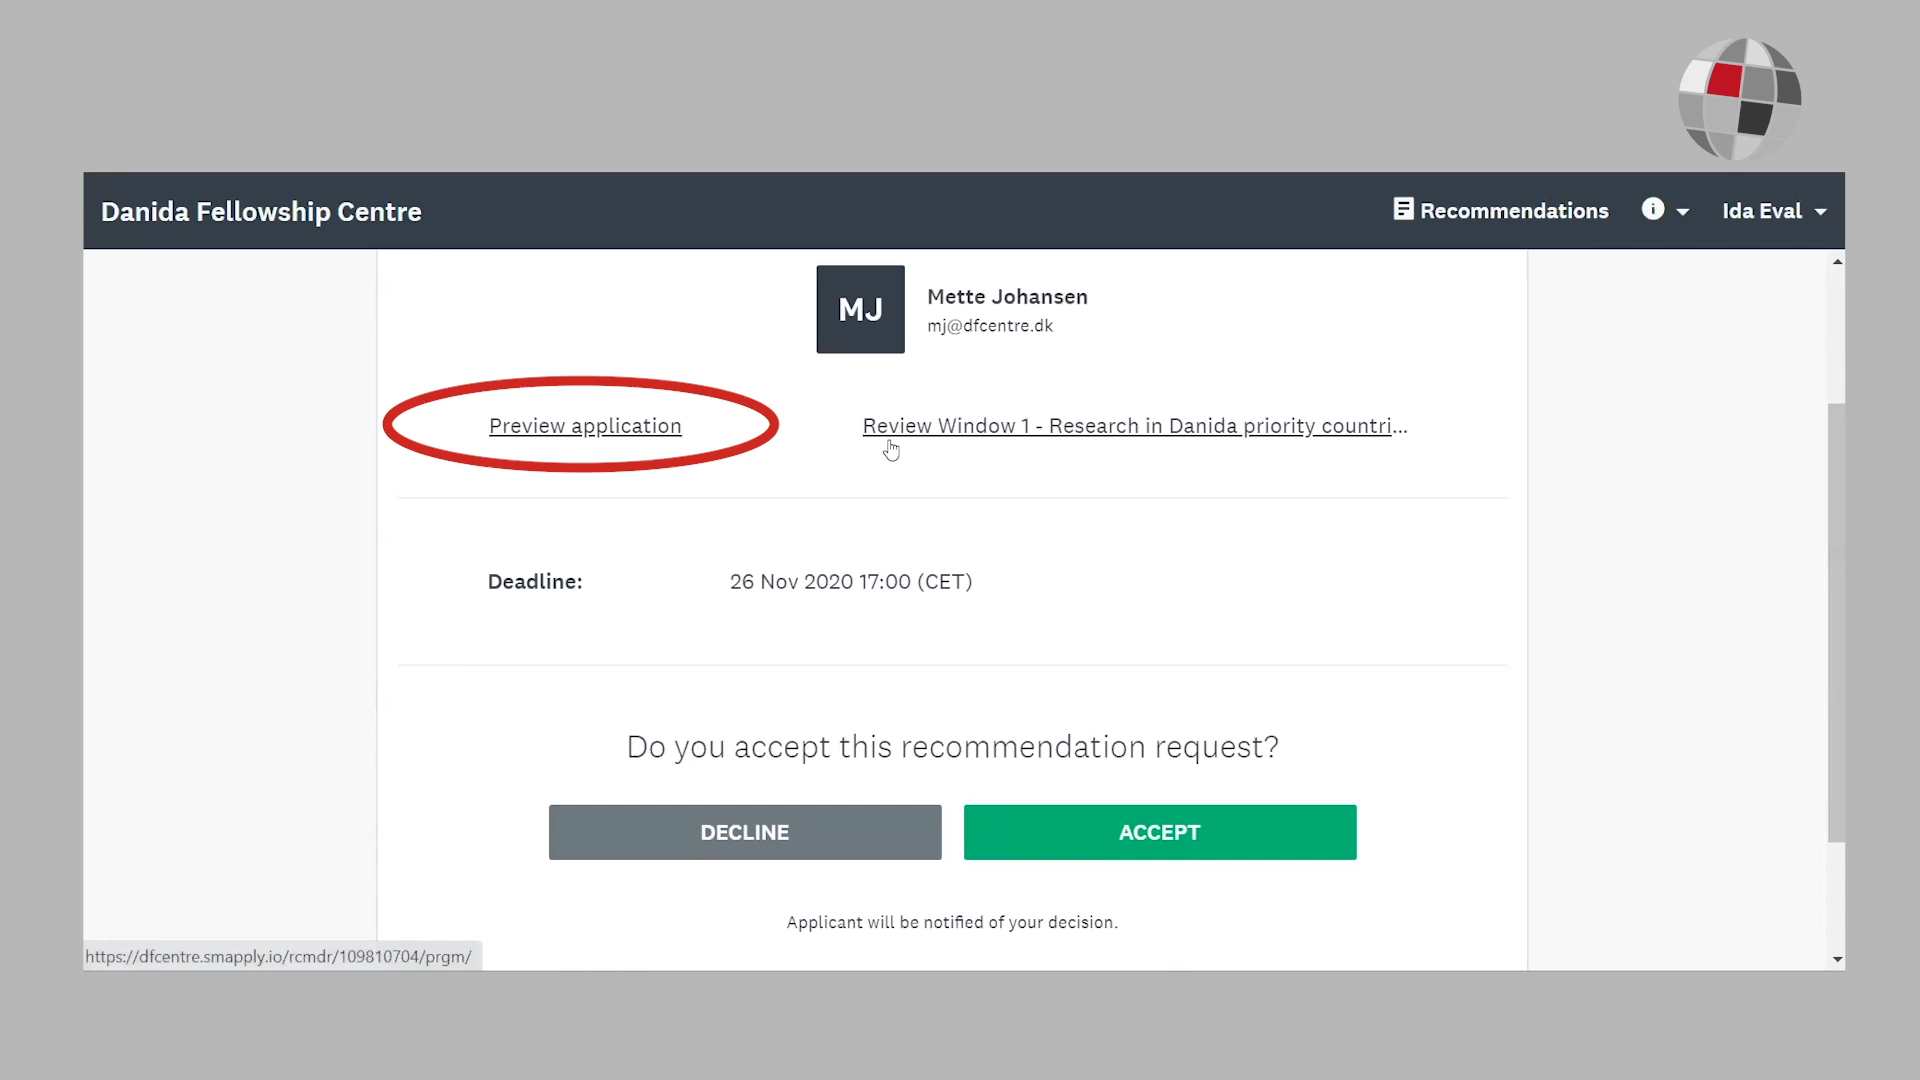 Danida Fellowship Centre
Recommendations
Ida Eval
MJ
Mette Johansen
mj@dfcentre.dk
Preview application
Review Window 1 - Research in Danida priority countri...
Deadline:
26 Nov 2020 17:00 (CET)
Do you accept this recommendation request?
DECLINE
ACCEPT
Applicant will be notified of your decision.
https://dfcentre.smapply.io/rcmdr/109810704/prgm/